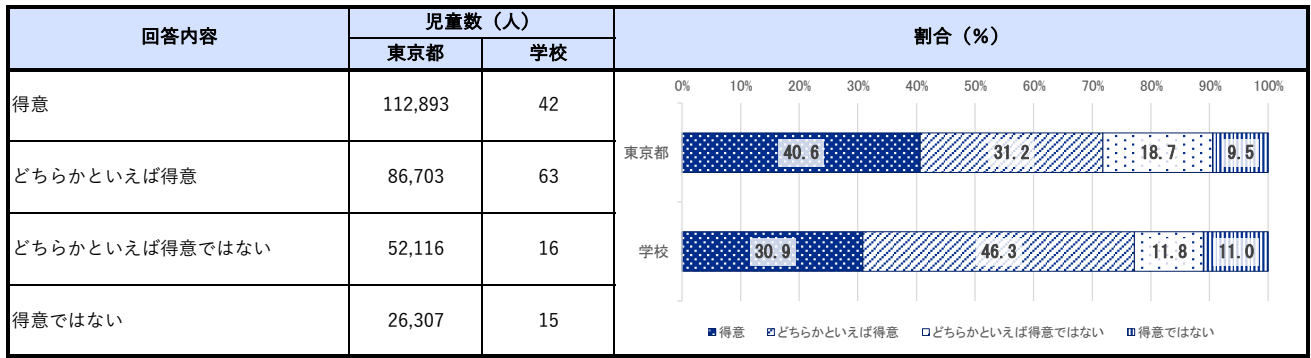 回答内容
児童数（人）
割合（%）
東京都
学校
得意
112,893
42
どちらかといえば得意
86,703
63
どちらかといえば得意ではない
52,116
16
得意ではない
26,307
15
0% 10% 20% 30% 40% 50% 60% 70% 80% 90% 100%
東京都
40.6 31.2 18.7 9.5
学校
30.9 46.3 11.8 11.0
得意 どちらかといえば得意 どちらかといえば得意ではない 得意ではない